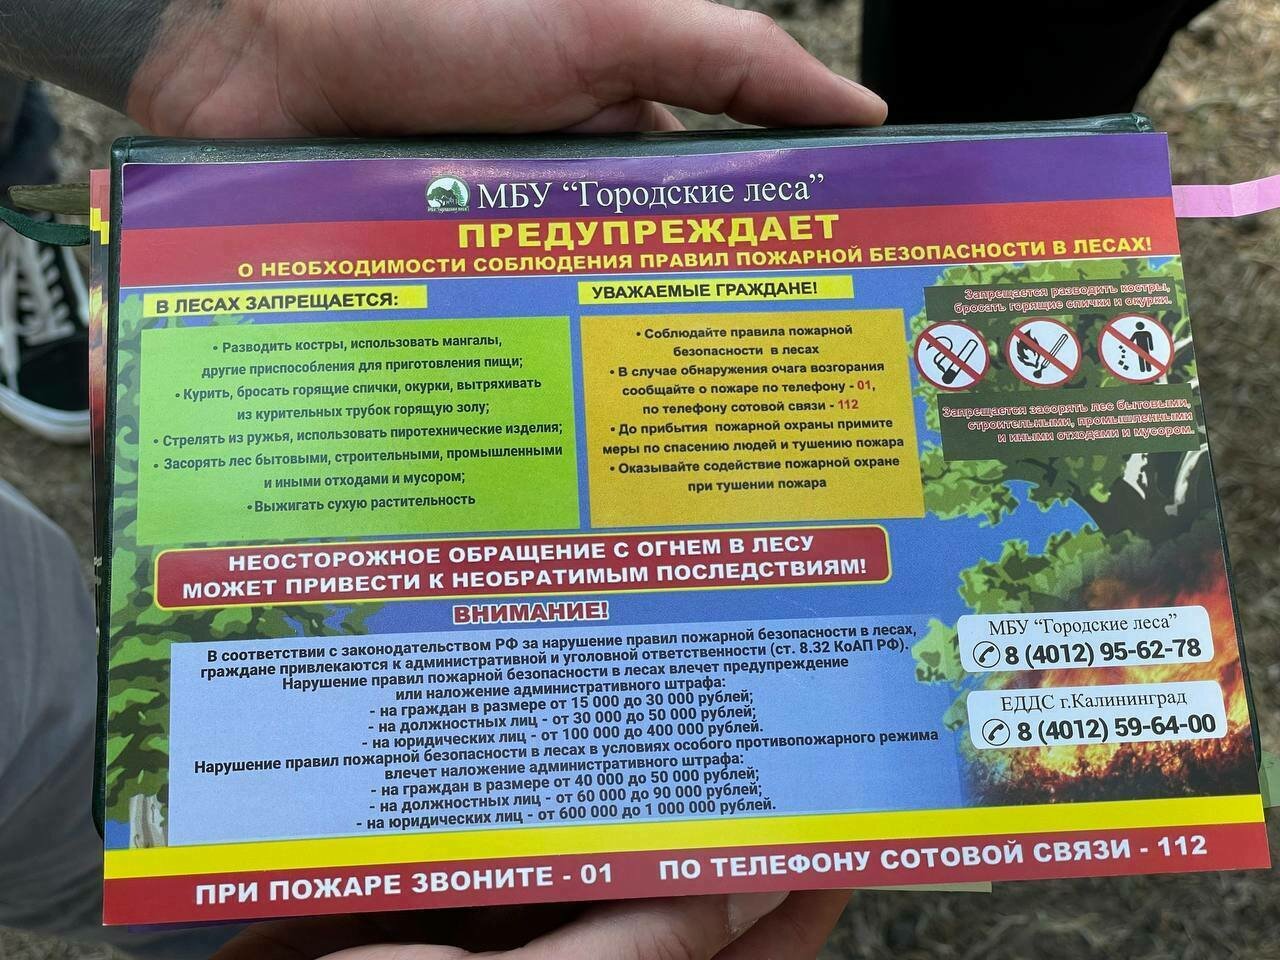 МБУ “Городские леса”
ПРЕДУПРЕЖДАЕТ
О НЕОБХОДИМОСТИ СОБЛЮДЕНИЯ ПРАВИЛ ПОЖАРНОЙ БЕЗОПАСНОСТИ В ЛЕСАХ!
В ЛЕСАХ ЗАПРЕЩАЕТСЯ:
• Разводить костры, использовать мангалы,
другие приспособления для приготовления пищи;
• Курить, бросать горящие спички, окурки, вытряхивать
из курительных трубок горящую золу;
• Стрелять из ружья, использовать пиротехнические изделия;
• Засорять лес бытовыми, строительными, промышленными
и иными отходами и мусором;
• Выжигать сухую растительность
УВАЖАЕМЫЕ ГРАЖДАНЕ!
• Соблюдайте правила пожарной
безопасности в лесах
• В случае обнаружения очага возгорания
сообщайте о пожаре по телефону - 01,
по телефону сотовой связи - 112
• До прибытия пожарной охраны примите
меры по спасению людей и тушению пожара
• Оказывайте содействие пожарной охране
при тушении пожара
Запрещается разводить костры,
бросать горящие спички и окурки.
Запрещается засорять лес бытовыми,
строительными, промышленными
и иными отходами и мусором.
НЕОСТОРОЖНОЕ ОБРАЩЕНИЕ С ОГНЕМ В ЛЕСУ
МОЖЕТ ПРИВЕСТИ К НЕОБРАТИМЫМ ПОСЛЕДСТВИЯМ!
ВНИМАНИЕ!
В соответствии с законодательством РФ за нарушение правил пожарной безопасности в лесах,
граждане привлекаются к административной и уголовной ответственности (ст. 8.32 КоАП РФ).
Нарушение правил пожарной безопасности в лесах влечет предупреждение
или наложение административного штрафа:
- на граждан в размере от 15 000 до 30 000 рублей;
- на должностных лиц - от 30 000 до 50 000 рублей;
- на юридических лиц - от 100 000 до 400 000 рублей.
Нарушение правил пожарной безопасности в лесах в условиях особого противопожарного режима
влечет наложение административного штрафа:
- на граждан в размере от 40 000 до 50 000 рублей;
- на должностных лиц - от 60 000 до 90 000 рублей;
- на юридических лиц - от 600 000 до 1 000 000 рублей.
МБУ “Городские леса”
8 (4012) 95-62-78
ЕДДС г.Калининград
8 (4012) 59-64-00
ПРИ ПОЖАРЕ ЗВОНИТЕ - 01 ПО ТЕЛЕФОНУ СОТОВОЙ СВЯЗИ - 112